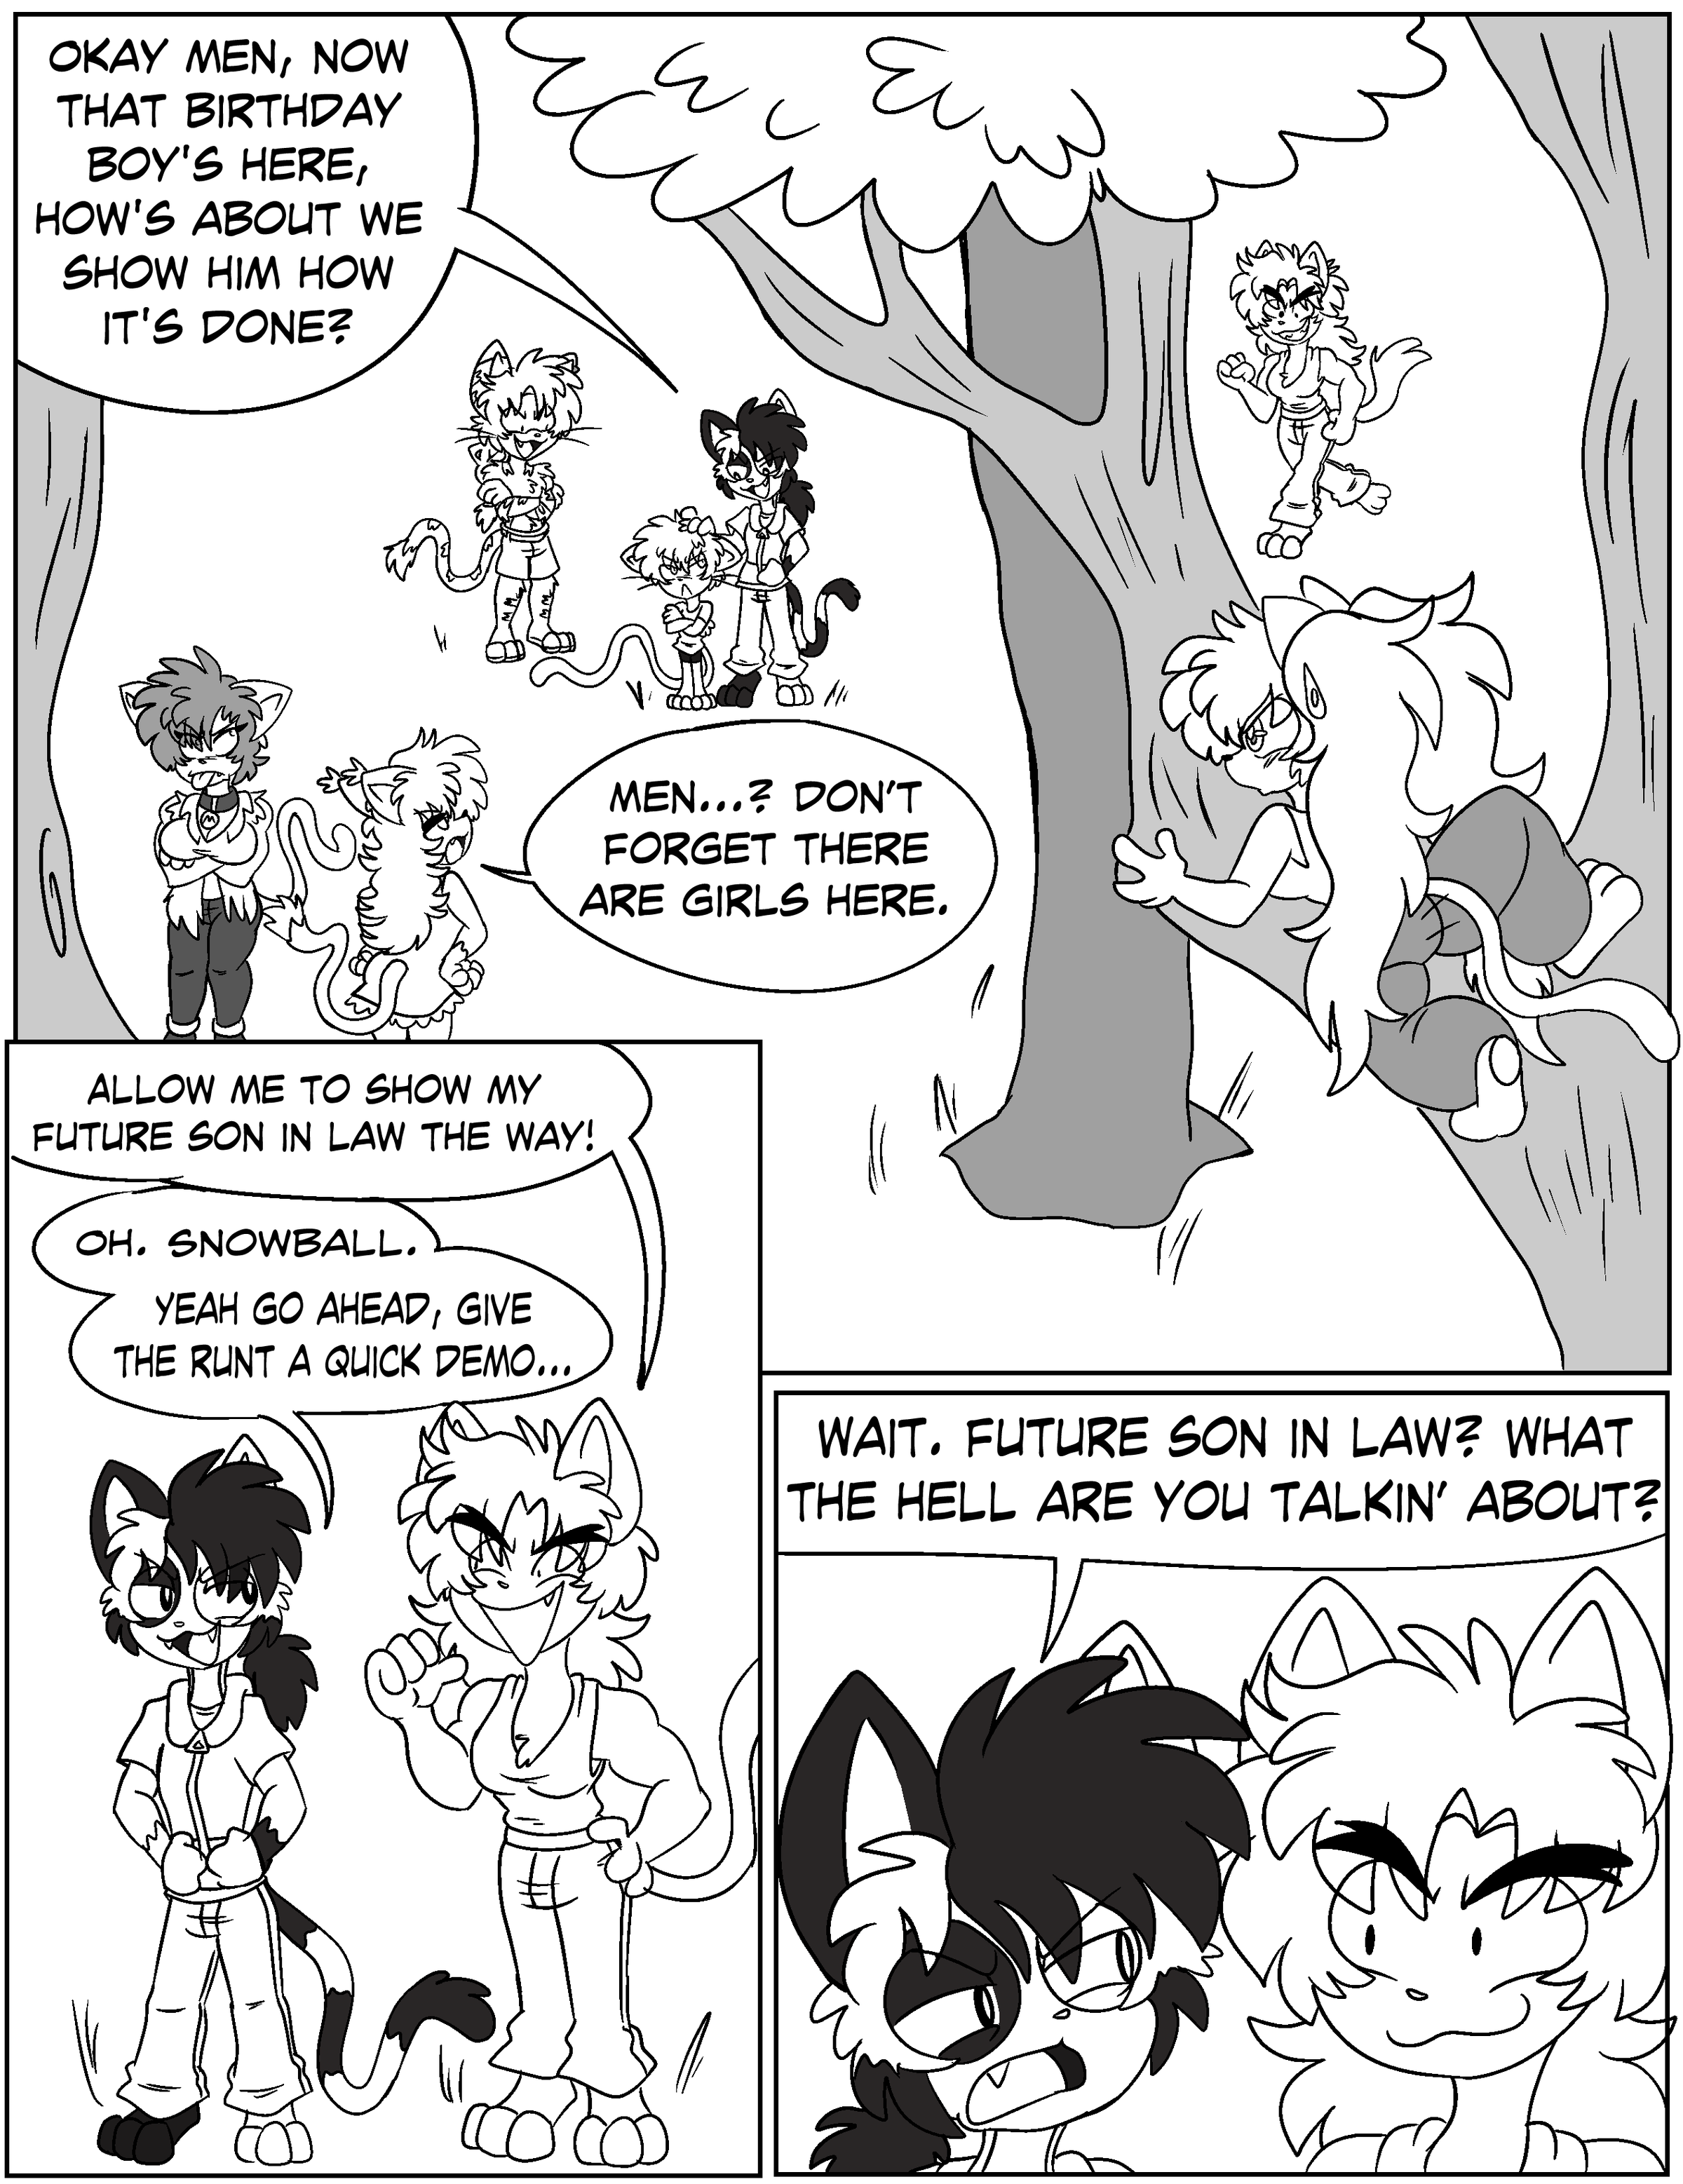 OKAY MEN, NOW
THAT BIRTHDAY
BOY'S HERE,
HOW'S ABOUT WE
SHOW HIM HOW
IT'S DONE?
MEN...? DON'T
FORGET THERE
ARE GIRLS HERE.
M
ALLOW ME TO SHOW MY
FUTURE SON IN LAW THE WAY!
OH. SNOWBALL.
YEAH GO AHEAD, GIVE
THE RUNT A QUICK DEMO...
WAIT. FUTURE SON IN LAW? WHAT
THE HELL ARE YOU TALKIN' ABOUT?